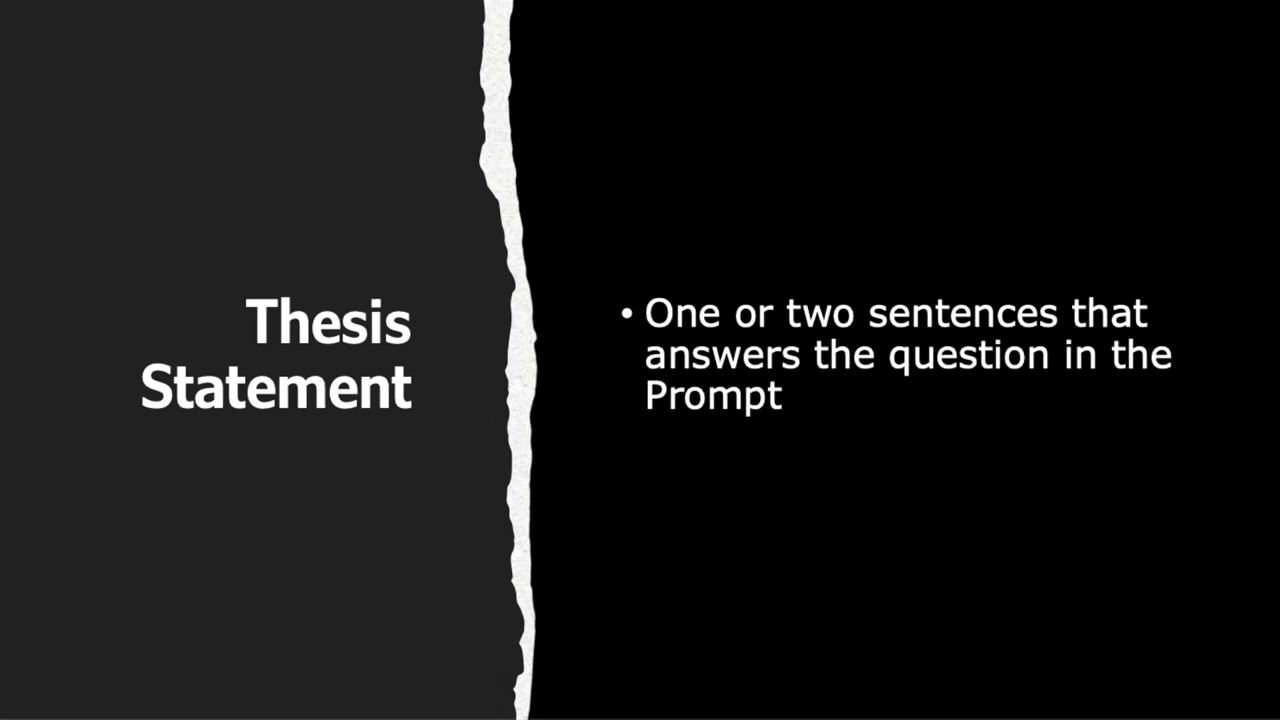 Thesis
Statement
• One or two sentences that
answers the question in the
Prompt